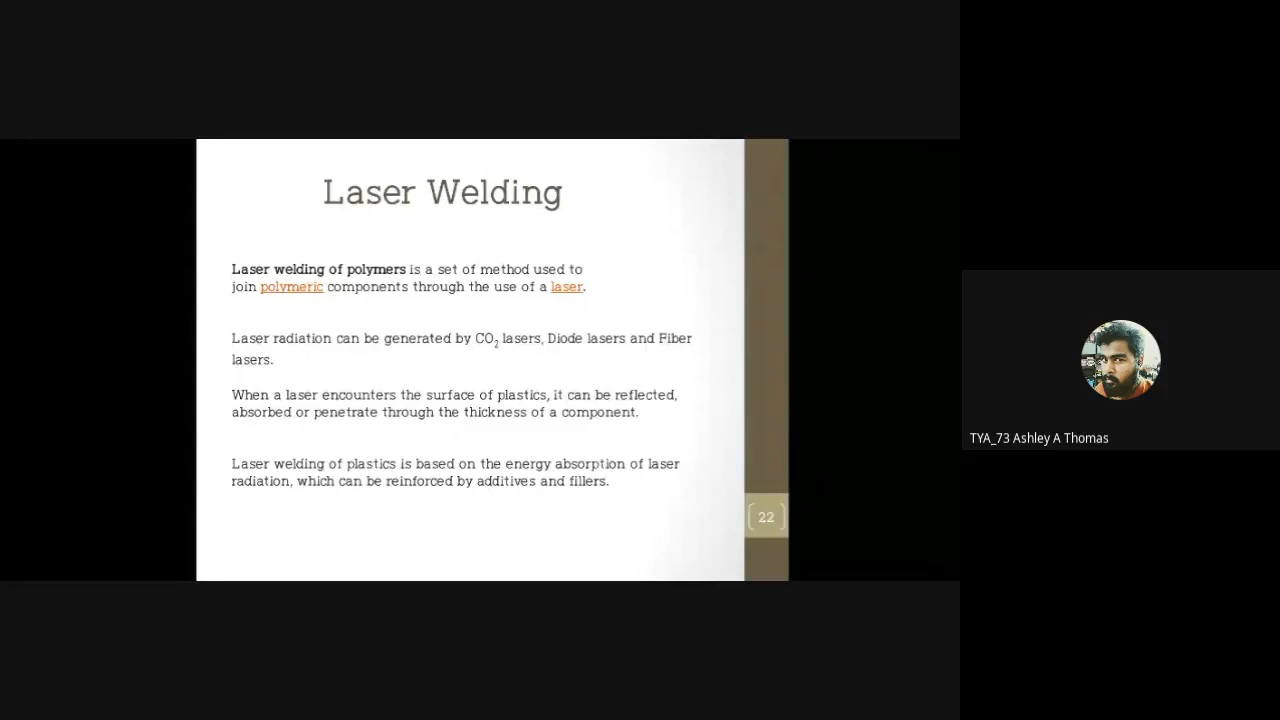 Laser Welding
Laser welding of polymers is a set of method used to
join polymeric components through the use of a laser.
Laser radiation can be generated by CO2 lasers, Diode lasers and Fiber
lasers.
When a laser encounters the surface of plastics, it can be reflected,
absorbed or penetrate through the thickness of a component.
Laser welding of plastics is based on the energy absorption of laser
radiation, which can be reinforced by additives and fillers.
22
TYA_73 Ashley A Thomas